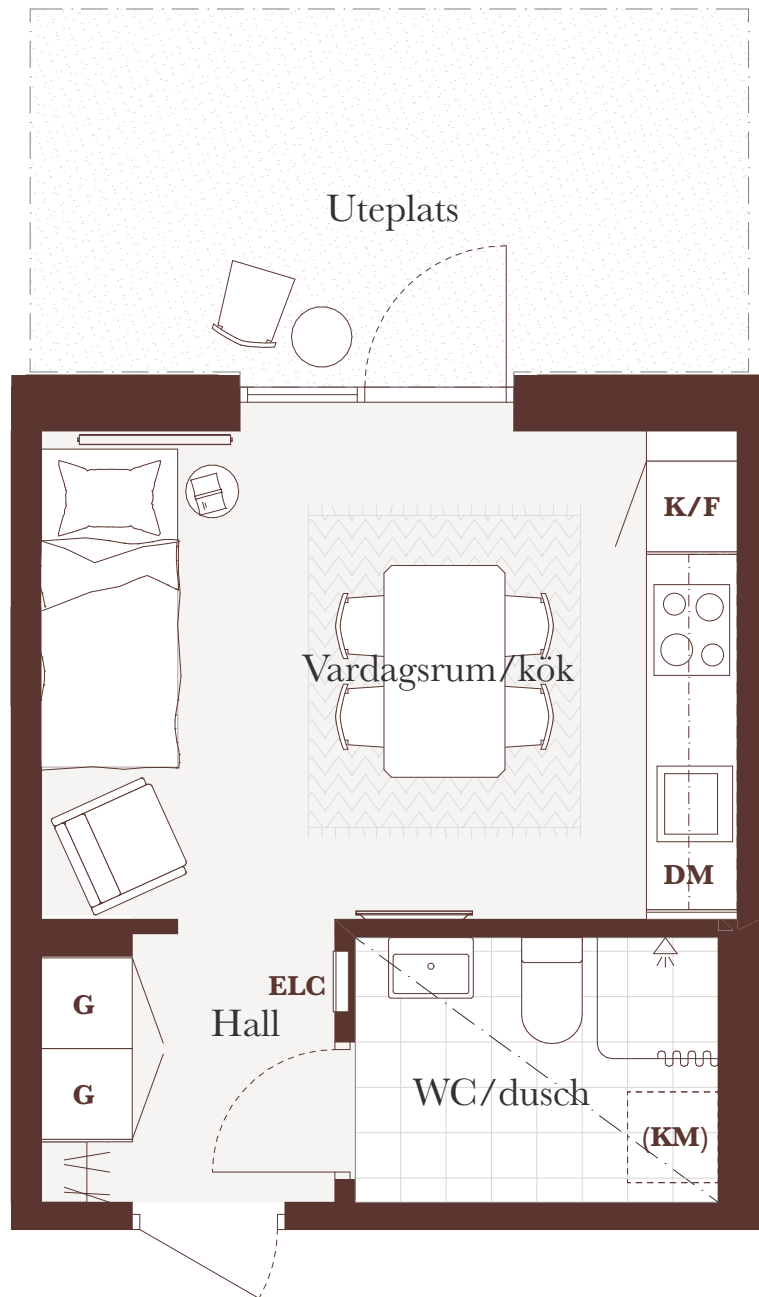 Uteplats
K/F
Vardagsrum/kök
DM
ELC
G
Hall
G
WC/dusch
(KM)